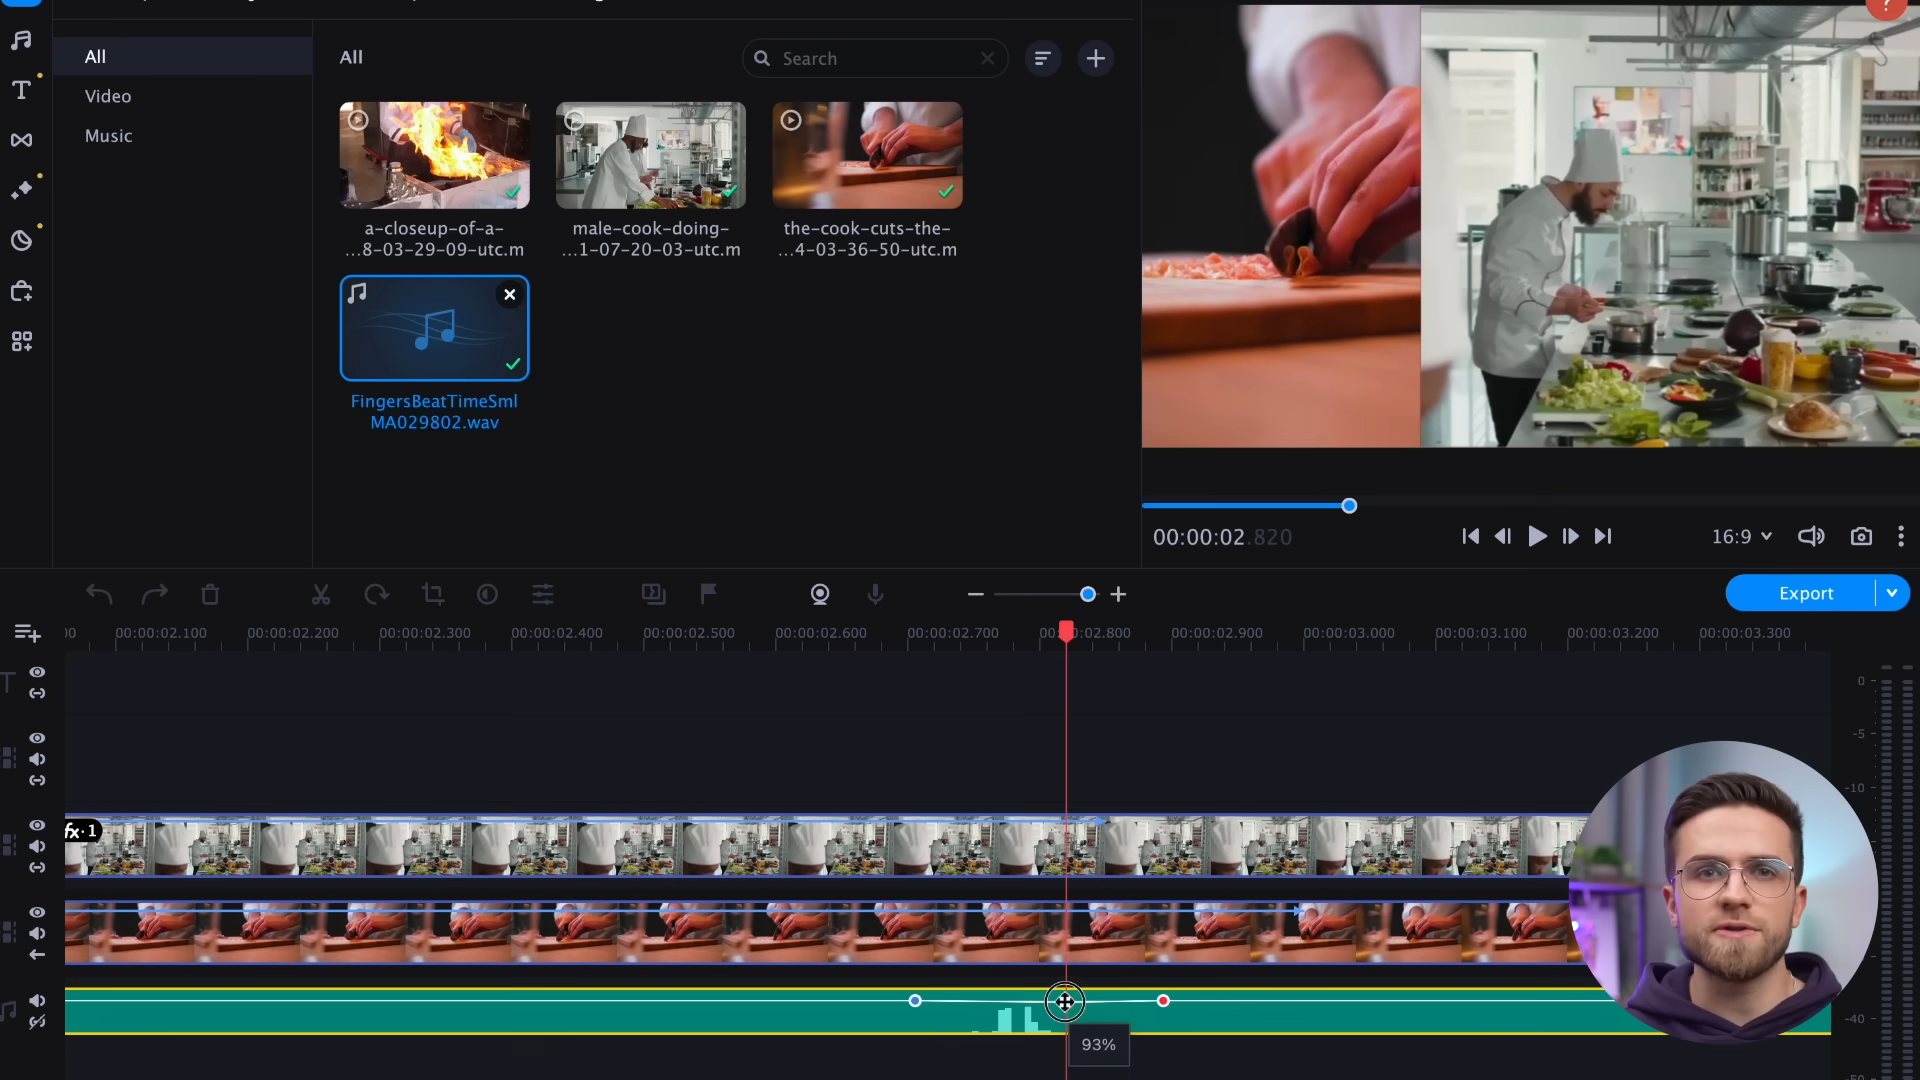 ?
All
Video
Music
All
Search
a-closeup-of-a-
...8-03-29-09-utc.m
male-cook-doing-
...1-07-20-03-utc.m
the-cook-cuts-the-
...4-03-36-50-utc.m
FingersBeatTimeSml
MA029802.wav
00:00:02.820
16:9
Export
00:00:02.100
00:00:02.200
00:00:02.300
00:00:02.400
00:00:02.500
00:00:02.600
00:00:02.700
00:00:02.900
00:00:03.000
00:00:03.100
00:00:03.200
00:00:03.300
0
-5
-10
fx·1
-40
93%